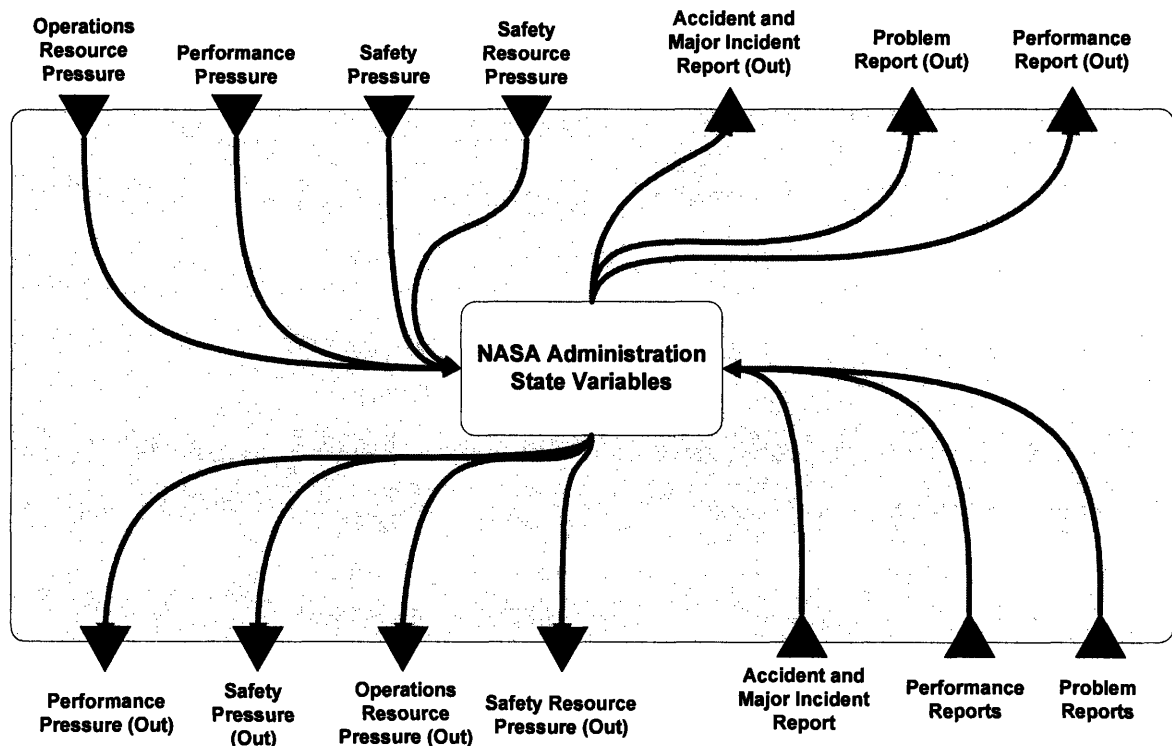 Operations
Resource
Pressure
Performance
Pressure
Safety
Pressure
Safety
Resource
Pressure
Accident and
Major Incident
Report (Out)
Problem
Report (Out)
Performance
Report (Out)
NASA Administration
State Variables
Performance
Pressure (Out)
Safety
Pressure
(Out)
Operations
Resource
Pressure (Out)
Safety Resource
Pressure (Out)
Accident and
Major Incident
Report
Performance
Reports
Problem
Reports